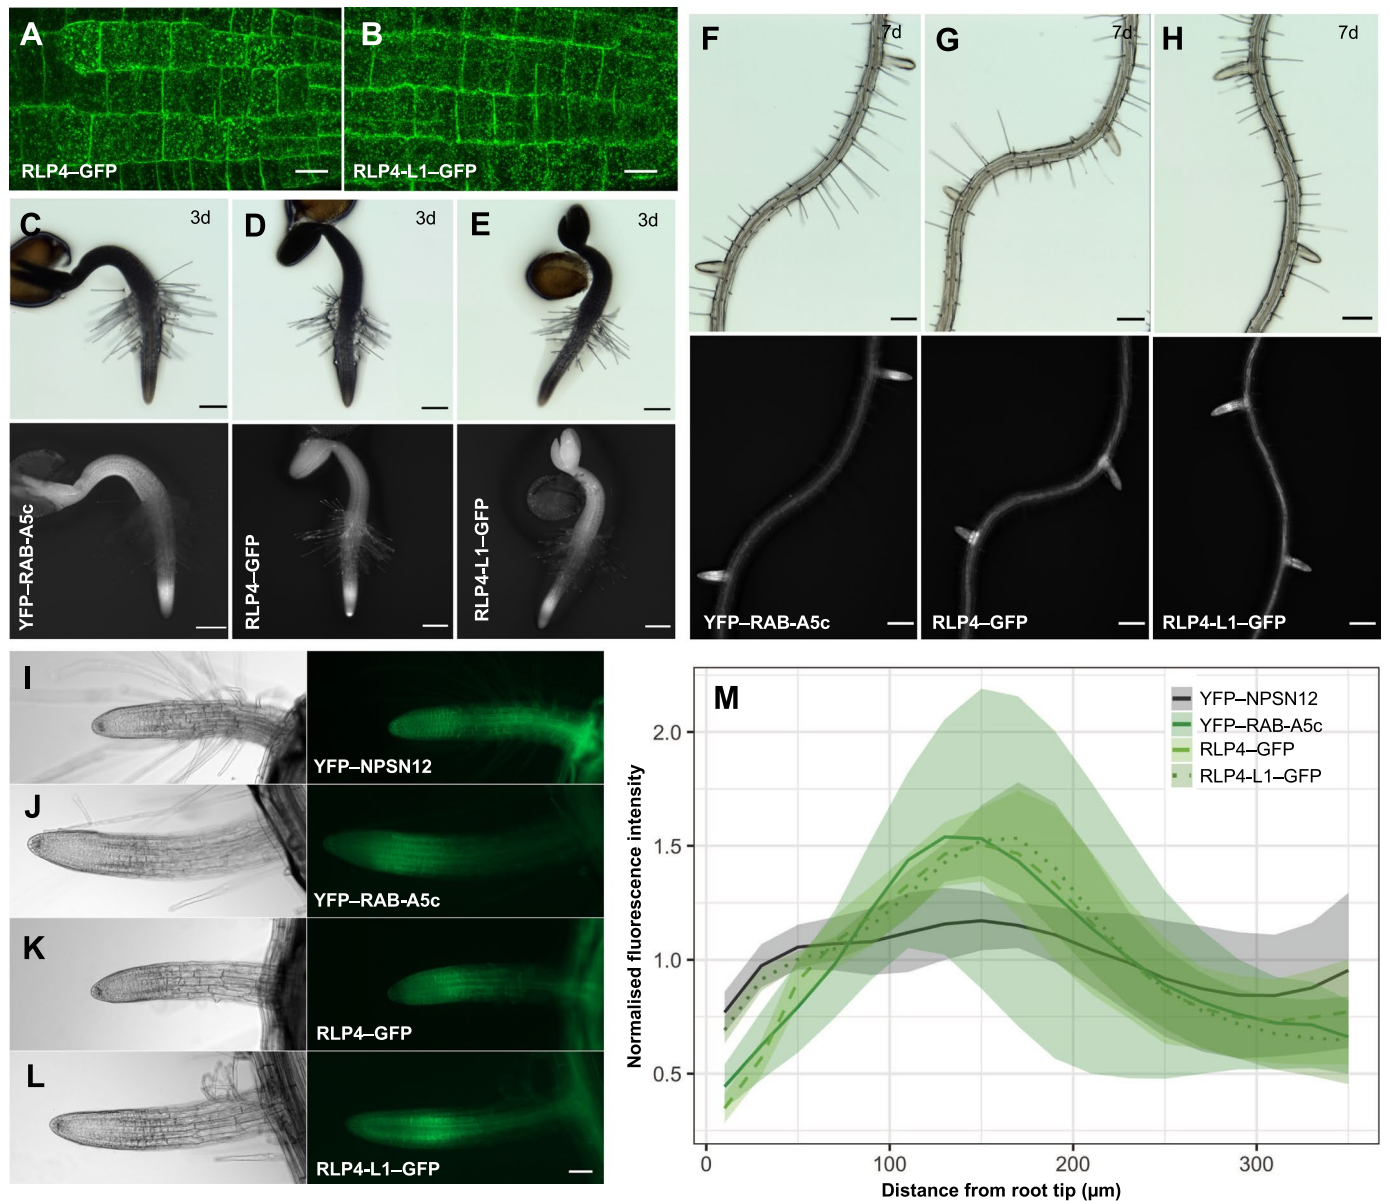 A
RLP4–GFP
B
RLP4-L1–GFP
C
3d
D
3d
E
3d
YFP–RAB-A5c
RLP4–GFP
RLP4-L1–GFP
F
7d
G
7d
H
7d
YFP–RAB-A5c
RLP4–GFP
RLP4-L1–GFP
I
YFP–NPSN12
J
YFP–RAB-A5c
K
RLP4–GFP
L
RLP4-L1–GFP
M
YFP–NPSN12
YFP–RAB-A5c
RLP4–GFP
RLP4-L1–GFP
Normalised fluorescence intensity
2.0
1.5
1.0
0.5
0 100 200 300
Distance from root tip (µm)